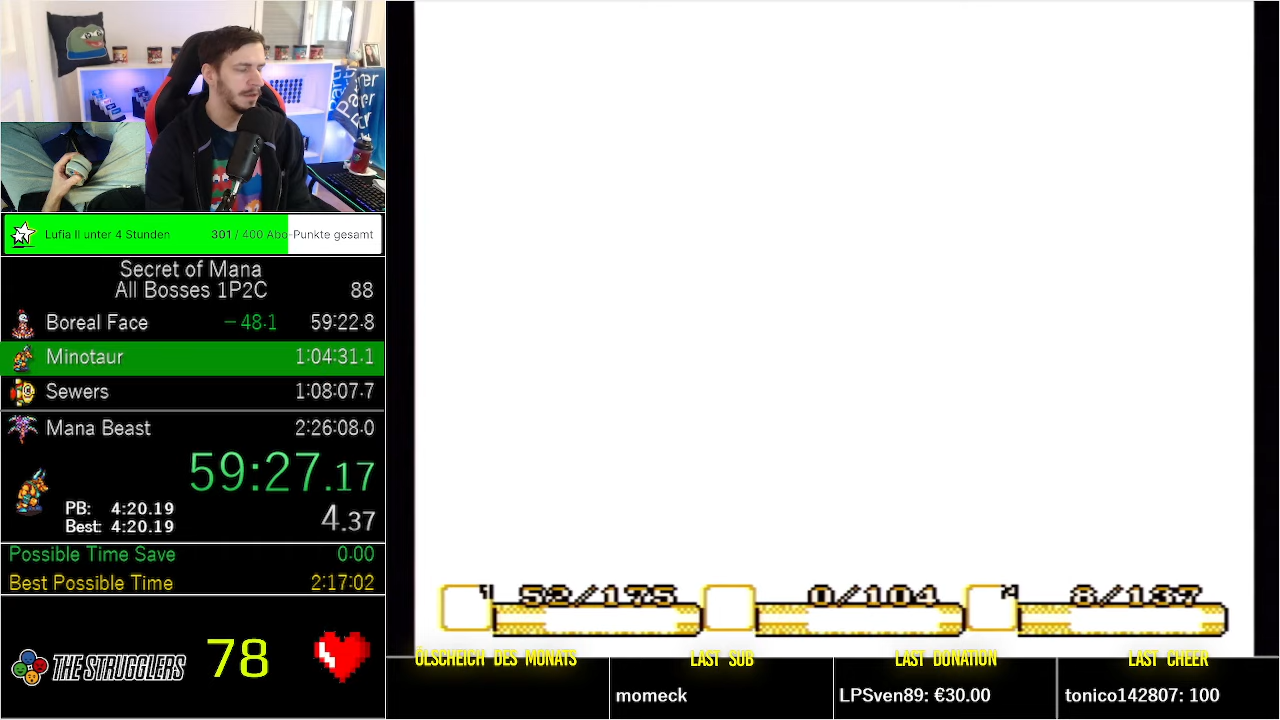 Lufia II unter 4 Stunden 301 / 400 Abo-Punkte gesamt
Secret of Mana
All Bosses 1P2C 88
Boreal Face -48.1 59:22.8
Minotaur 1:04:31.1
Sewers 1:08:07.7
Mana Beast 2:26:08.0
59:27.17
PB: 4:20.19
Best: 4:20.19
4.37
Possible Time Save 0.00
Best Possible Time 2:17:02
THE STRUGGLERS 78
52/175 0/104 8/137
ÖLSCHEICH DES MONATS LAST SUB LAST DONATION LAST CHEER
momeck LPSven89: €30.00 tonico142807: 100